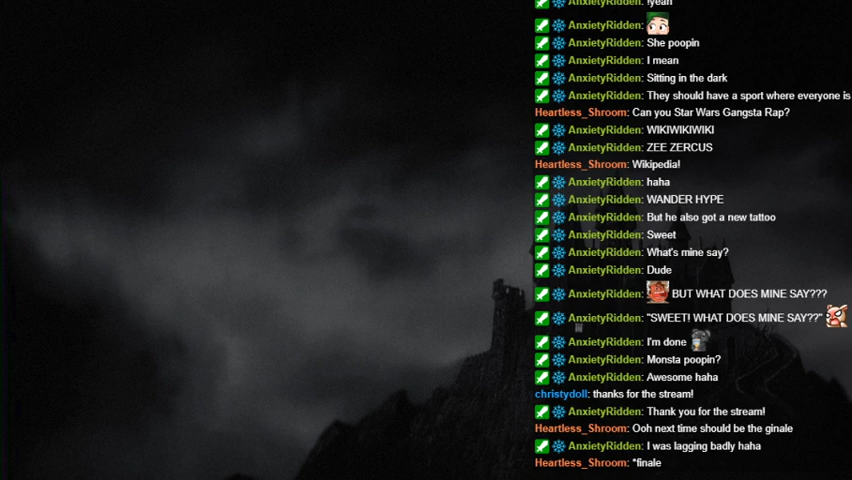 AnxietyRidden: !yeah
AnxietyRidden:
AnxietyRidden: She poopin
AnxietyRidden: I mean
AnxietyRidden: Sitting in the dark
AnxietyRidden: They should have a sport where everyone is
Heartless_Shroom: Can you Star Wars Gangsta Rap?
AnxietyRidden: WIKIWIKIWIKI
AnxietyRidden: ZEE ZERCUS
Heartless_Shroom: Wikipedia!
AnxietyRidden: haha
AnxietyRidden: WANDER HYPE
AnxietyRidden: But he also got a new tattoo
AnxietyRidden: Sweet
AnxietyRidden: What's mine say?
AnxietyRidden: Dude
AnxietyRidden: BUT WHAT DOES MINE SAY???
AnxietyRidden: "SWEET! WHAT DOES MINE SAY??"
AnxietyRidden: I'm done
AnxietyRidden: Monsta poopin?
AnxietyRidden: Awesome haha
christydoll: thanks for the stream!
AnxietyRidden: Thank you for the stream!
Heartless_Shroom: Ooh next time should be the ginale
AnxietyRidden: I was lagging badly haha
Heartless_Shroom: *finale